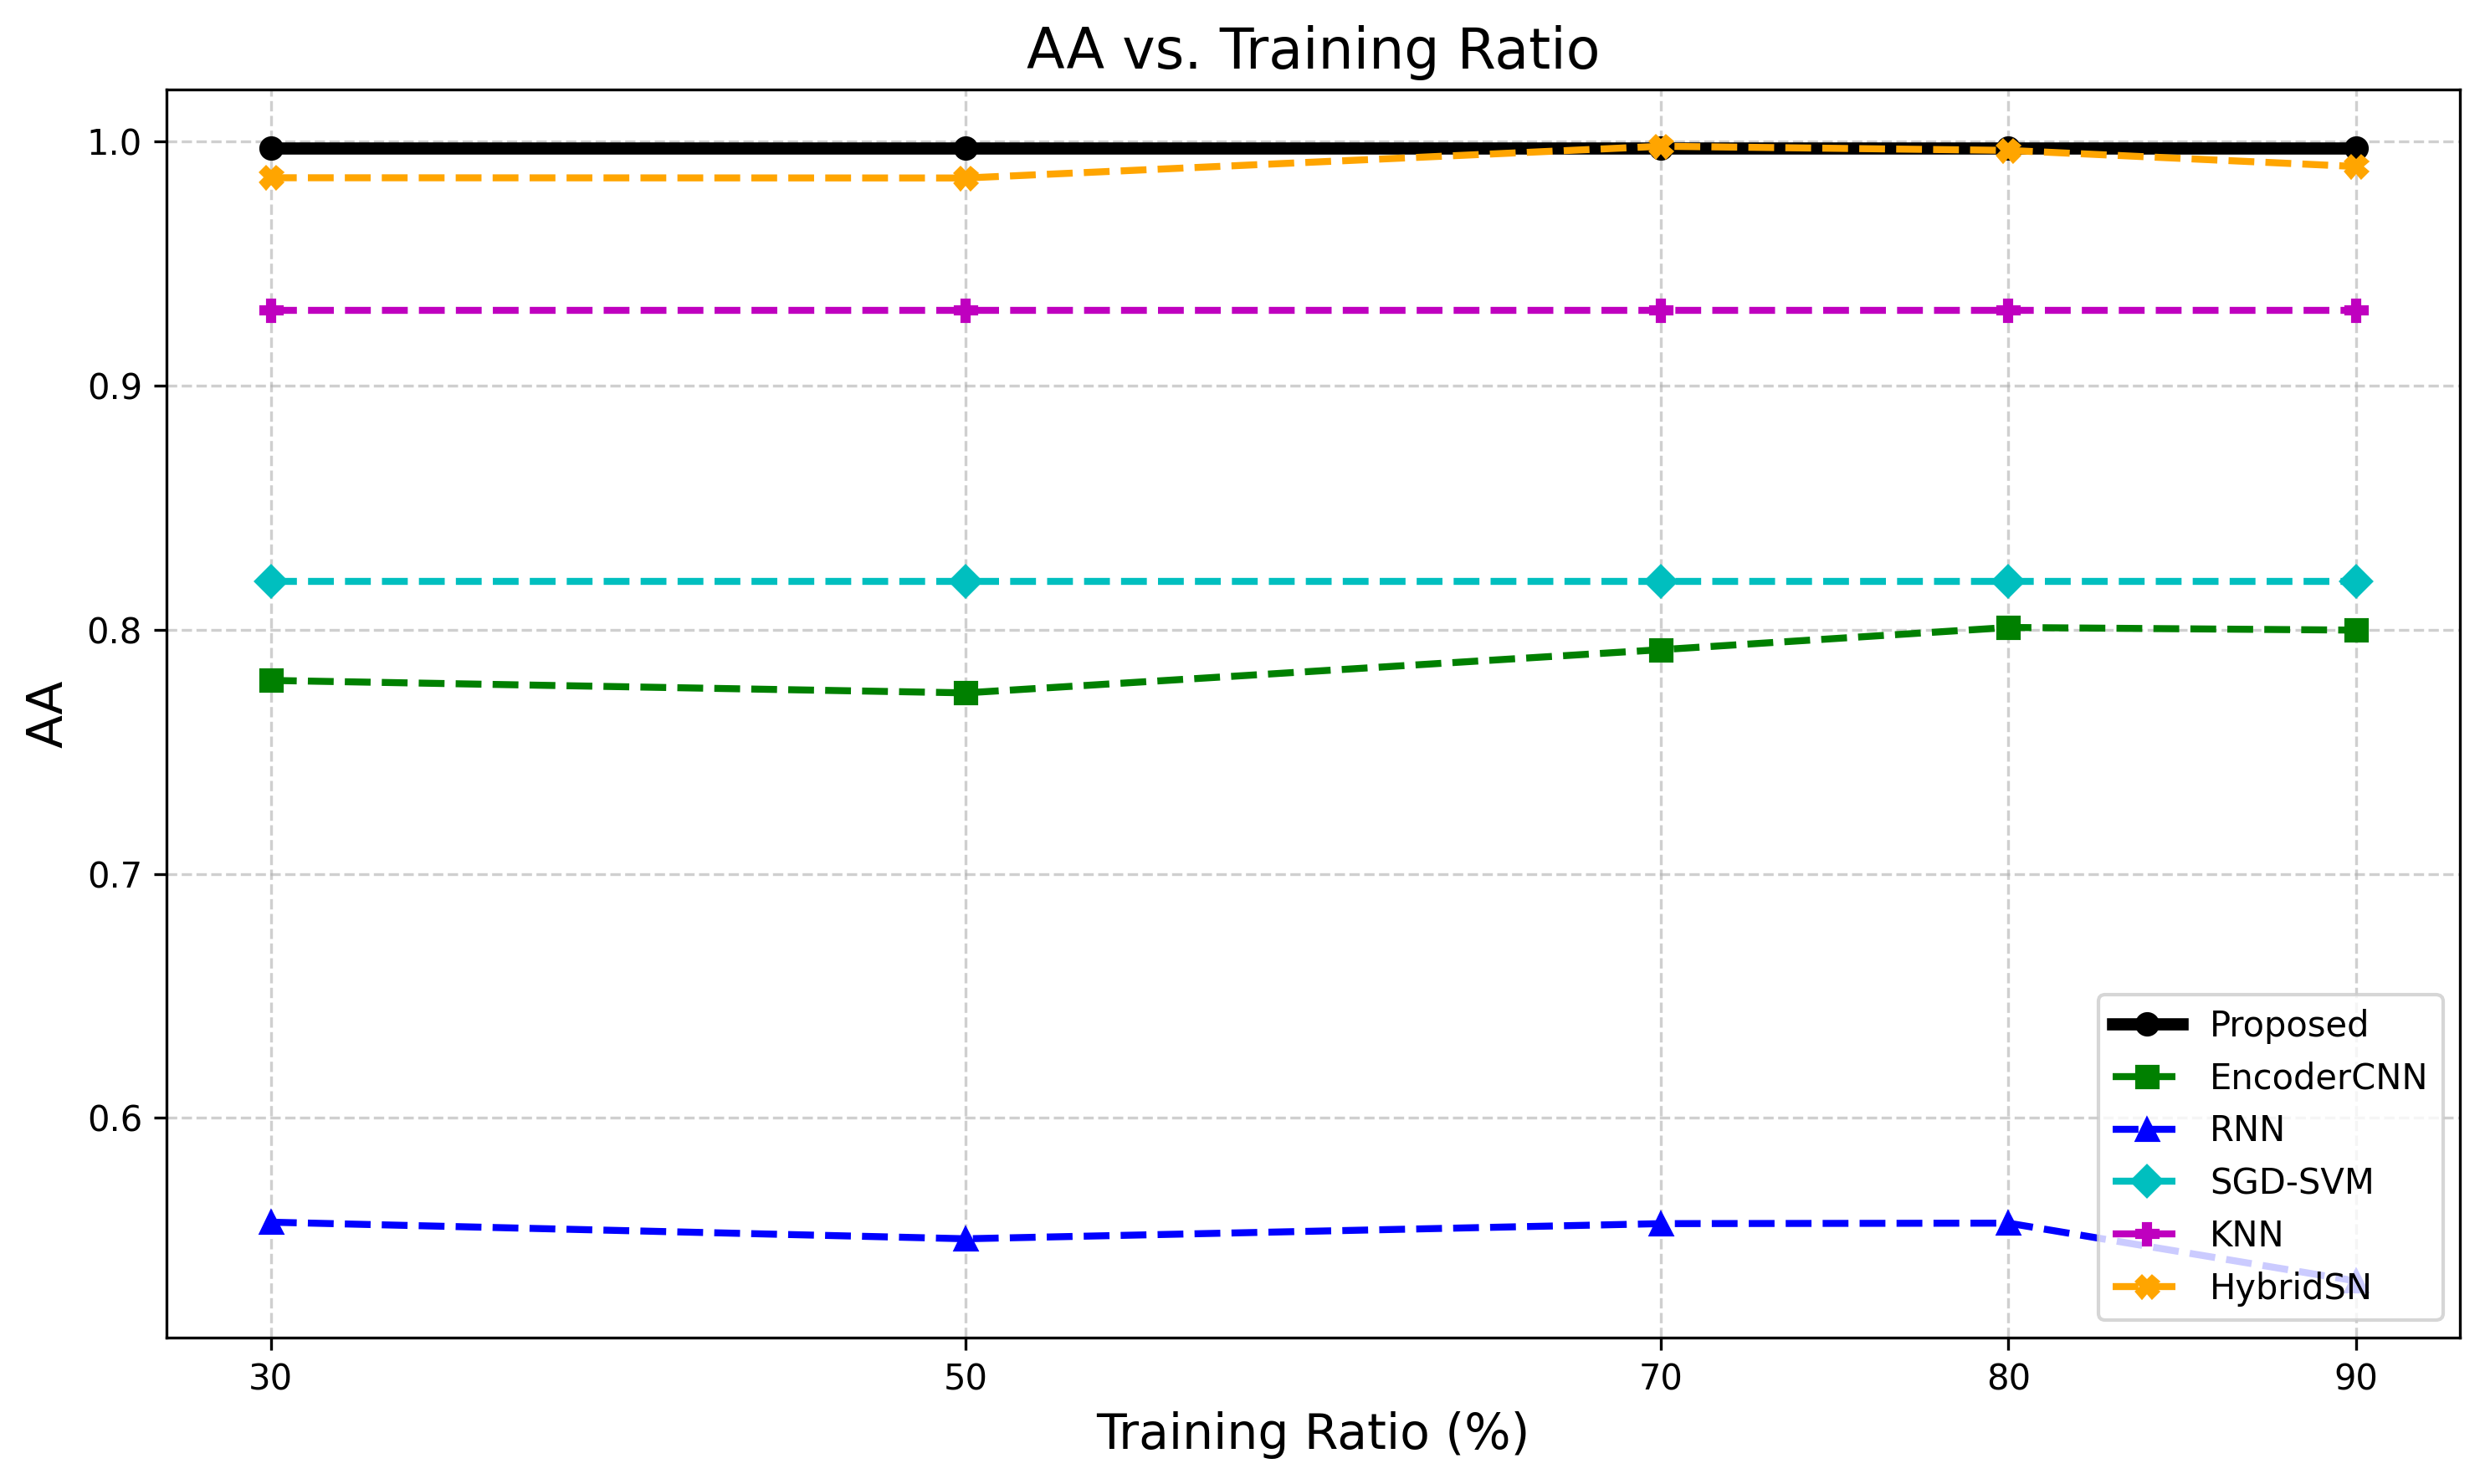 AA vs. Training Ratio
1.0
0.9
0.8
0.7
0.6
AA
30
50
70
80
90
Training Ratio (%)
Proposed
EncoderCNN
RNN
SGD-SVM
KNN
HybridSN